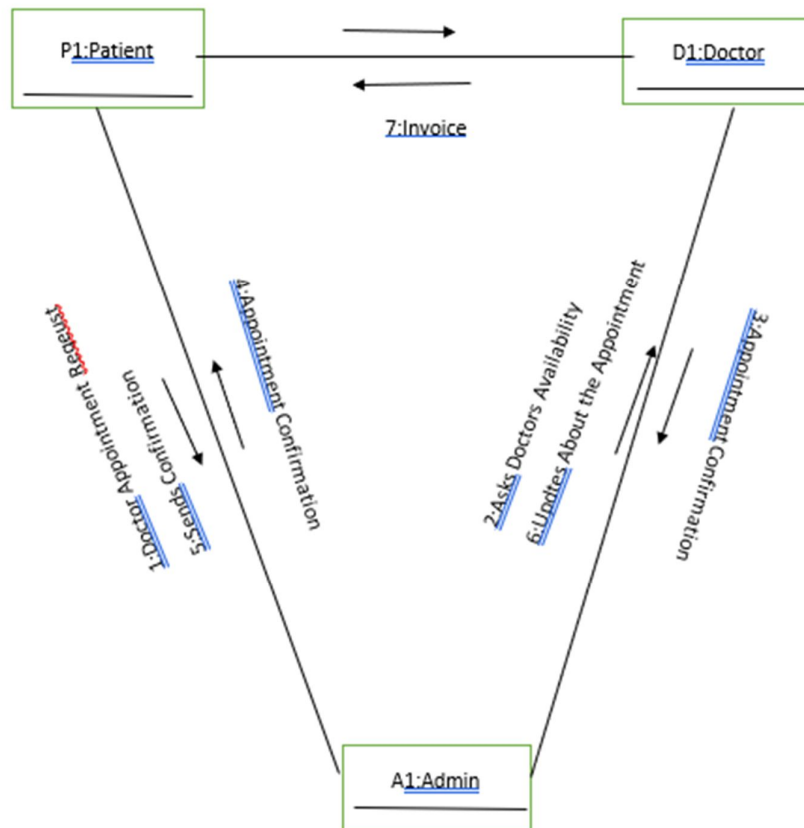 P1:Patient
D1:Doctor
7:Invoice
1:Doctor Appointment Reqeust
5:Sends Confirmation
4:Appointment Confirmation
2:Asks Doctors Availability
6:Updtes About the Appointment
3:Appointment Confirmation
A1:Admin